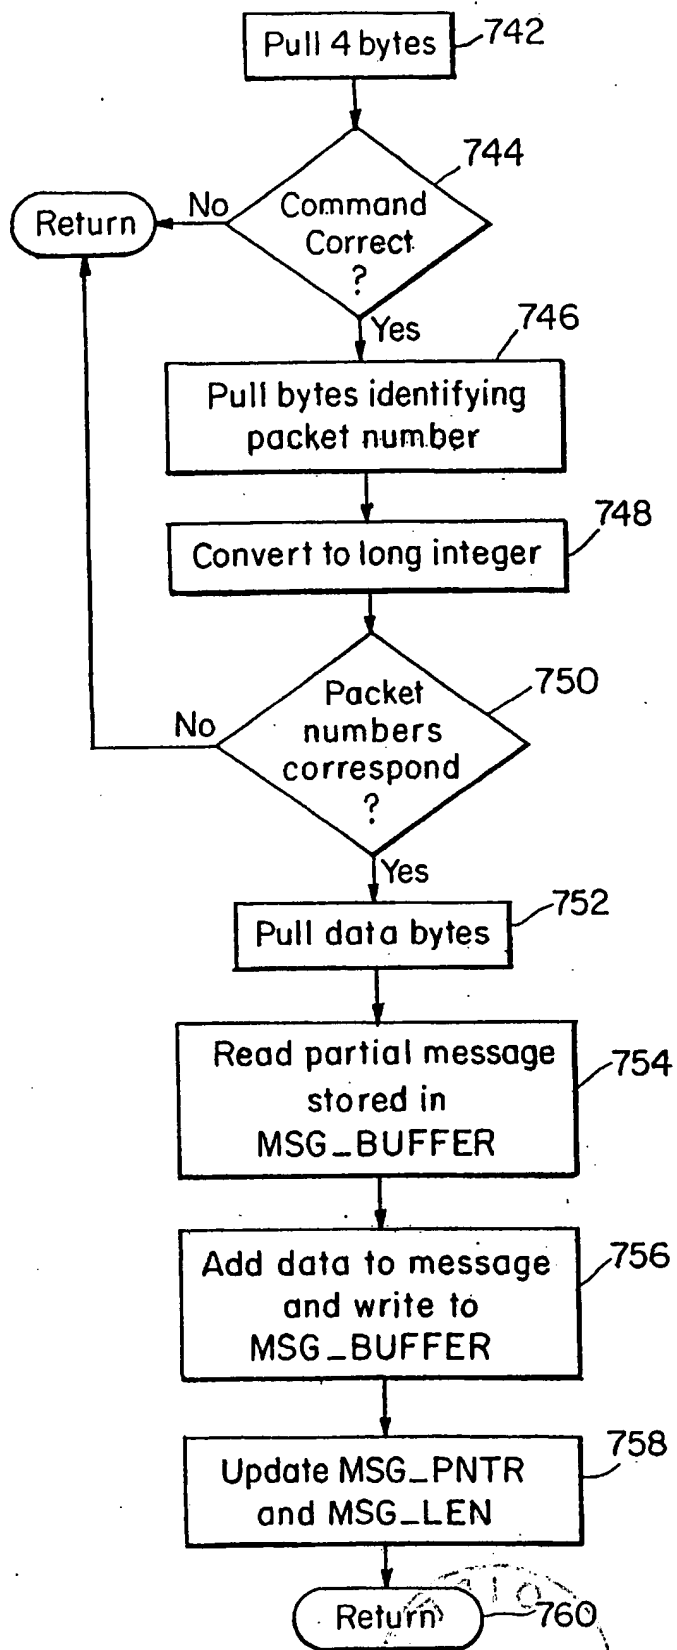 Pull 4 bytes
742
744
Command
Correct
?
No
Return
Yes
746
Pull bytes identifying
packet number
748
Convert to long integer
750
Packet
numbers
correspond
?
No
Yes
752
Pull data bytes
Read partial message
stored in
MSG_BUFFER
754
Add data to message
and write to
MSG_BUFFER
756
758
Update MSG_PNTR
and MSG_LEN
Return
760